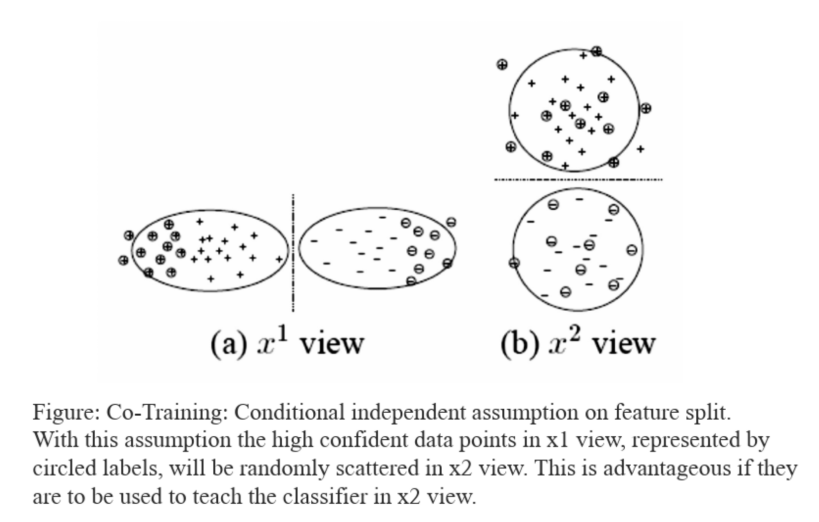 (a) x¹ view
(b) x² view
Figure: Co-Training: Conditional independent assumption on feature split.
With this assumption the high confident data points in x1 view, represented by
circled labels, will be randomly scattered in x2 view. This is advantageous if they
are to be used to teach the classifier in x2 view.